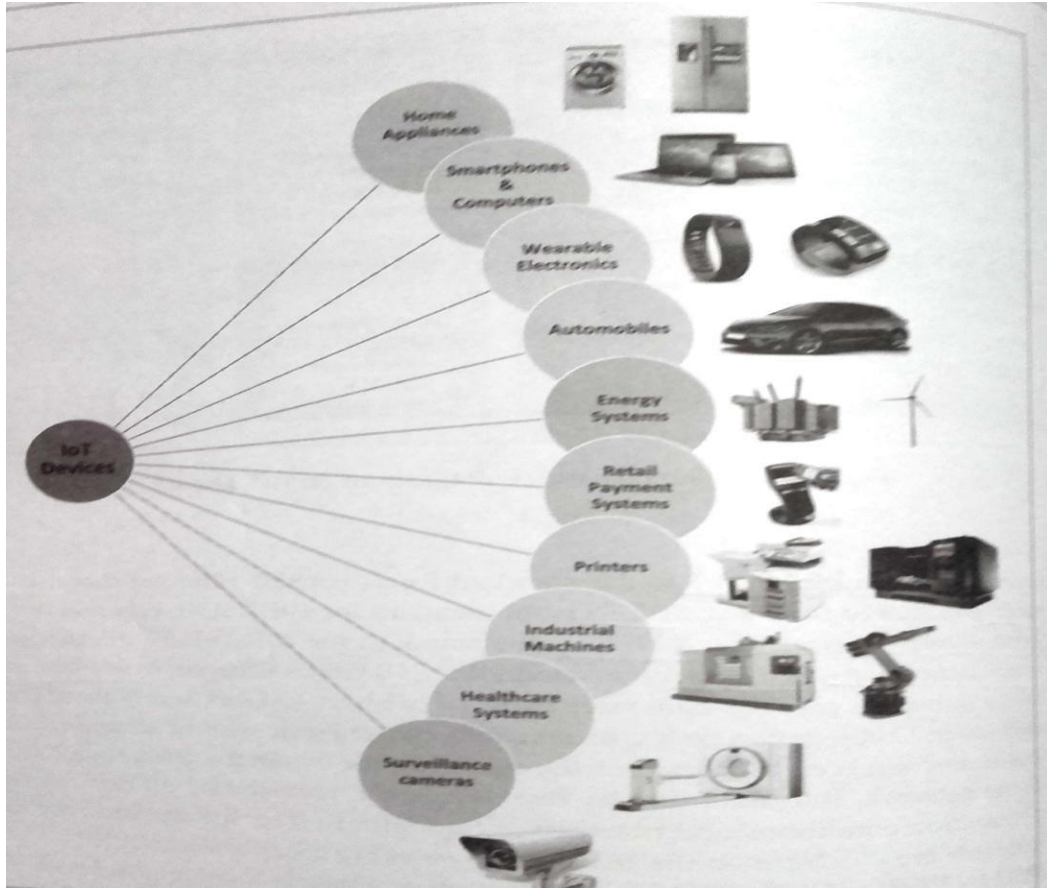 Home
Appliances
Smartphones
&
Computers
Wearable
Electronics
Automobiles
Energy
Systems
IoT
Devices
Retail
Payment
Systems
Printers
Industrial
Machines
Healthcare
Systems
Surveillance
cameras